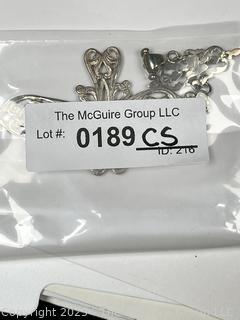 The McGuire Group LLC
Lot #: 0189 CS
ID: 216